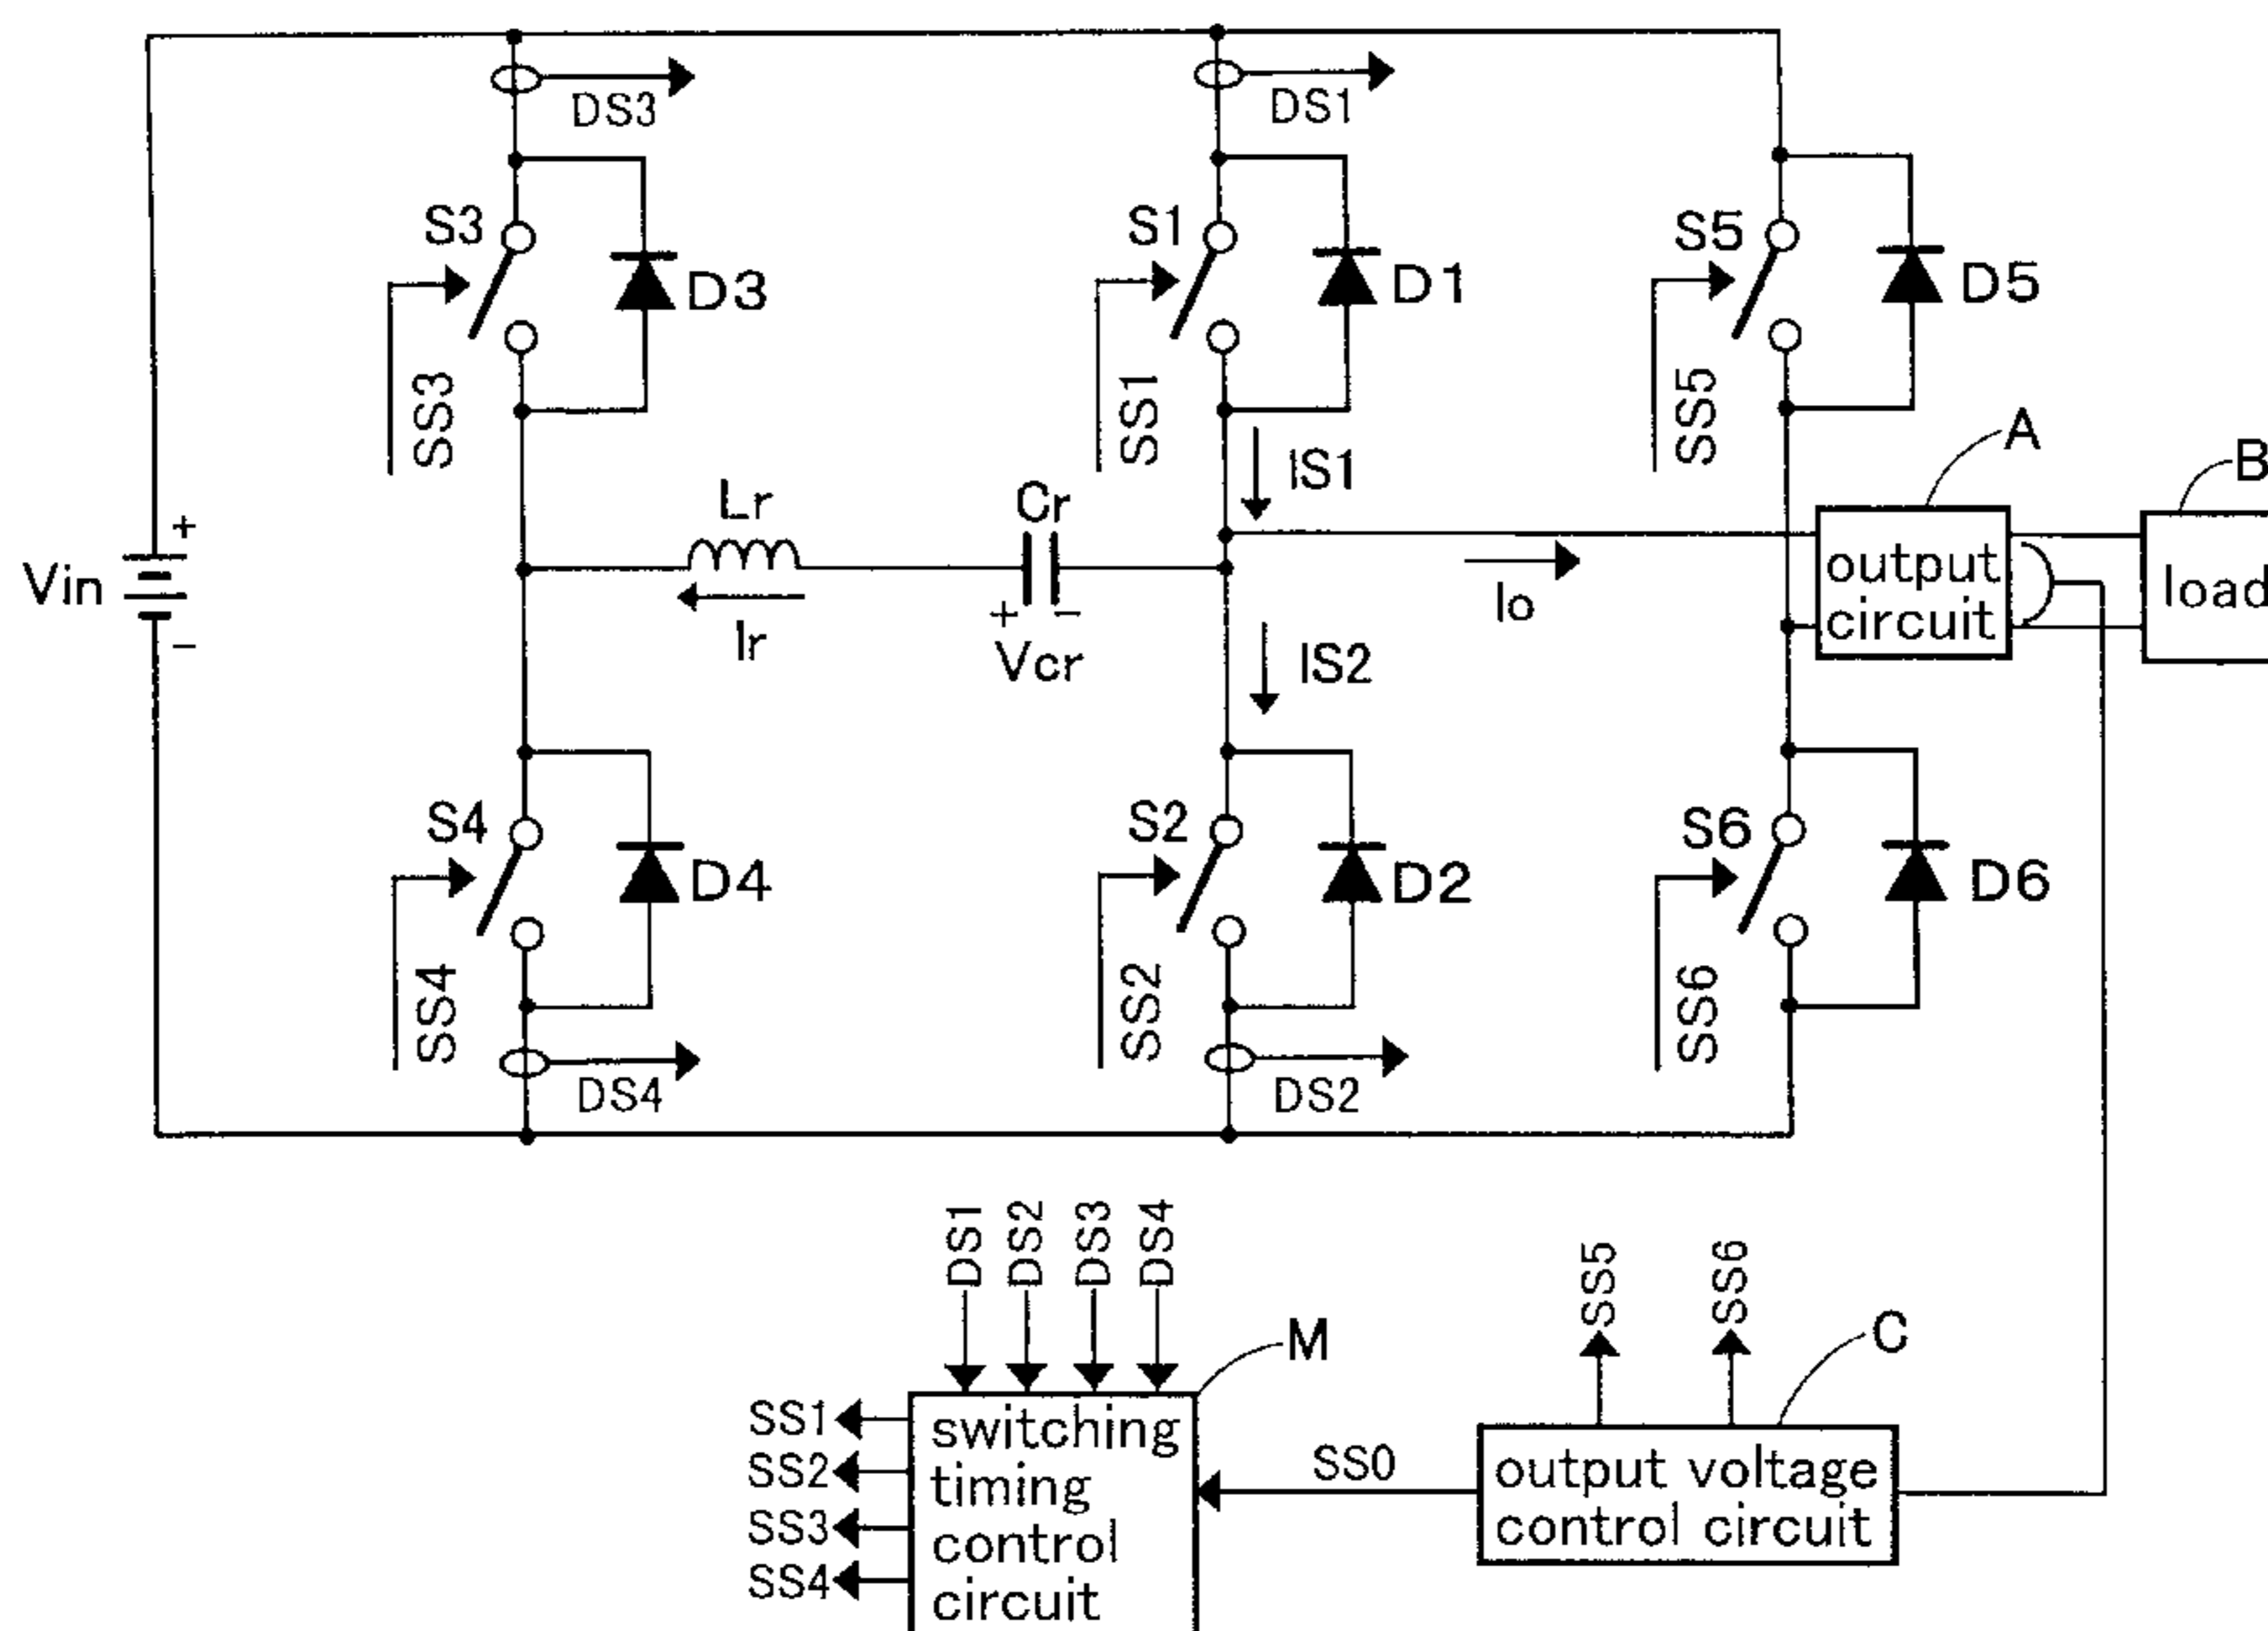 DS3
DS1
S3
D3
SS3
S1
D1
SS1
S5
D5
SS5
A
B
IS1
Lr
Cr
+
Vin
−
Ir
+ −
Vcr
Io
output
circuit
load
IS2
S4
D4
SS4
S2
D2
SS2
S6
D6
SS6
DS4
DS2
DS1
DS2
DS3
DS4
SS5
SS6
M
C
SS1
SS2
SS3
SS4
switching
timing
control
circuit
SS0
output voltage
control circuit